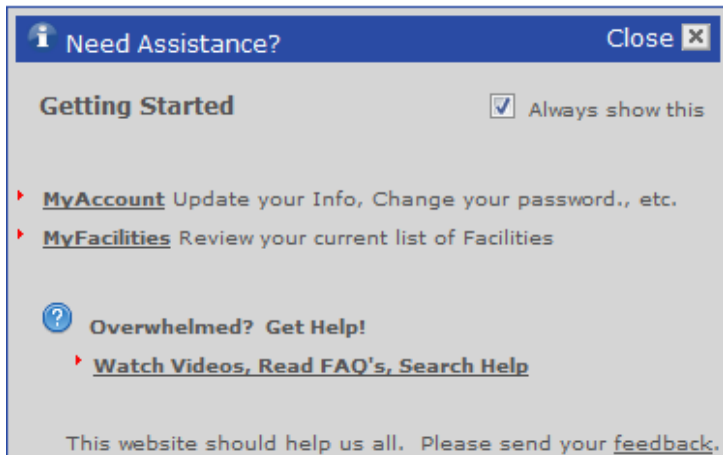 Need Assistance? Close
Getting Started Always show this
MyAccount Update your Info, Change your password., etc.
MyFacilities Review your current list of Facilities
Overwhelmed? Get Help!
Watch Videos, Read FAQ's, Search Help
This website should help us all. Please send your feedback.